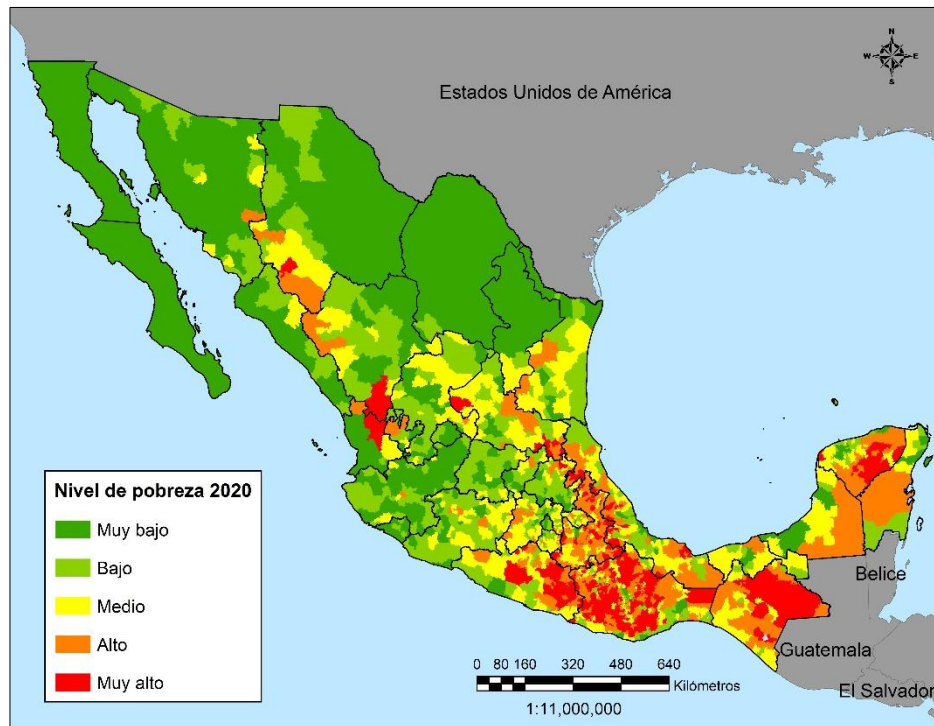 N
W E
S
Estados Unidos de América
Nivel de pobreza 2020
Muy bajo
Bajo
Medio
Alto
Muy alto
Belice
Guatemala
El Salvador
0 80 160 320 480 640
Kilómetros
1:11,000,000